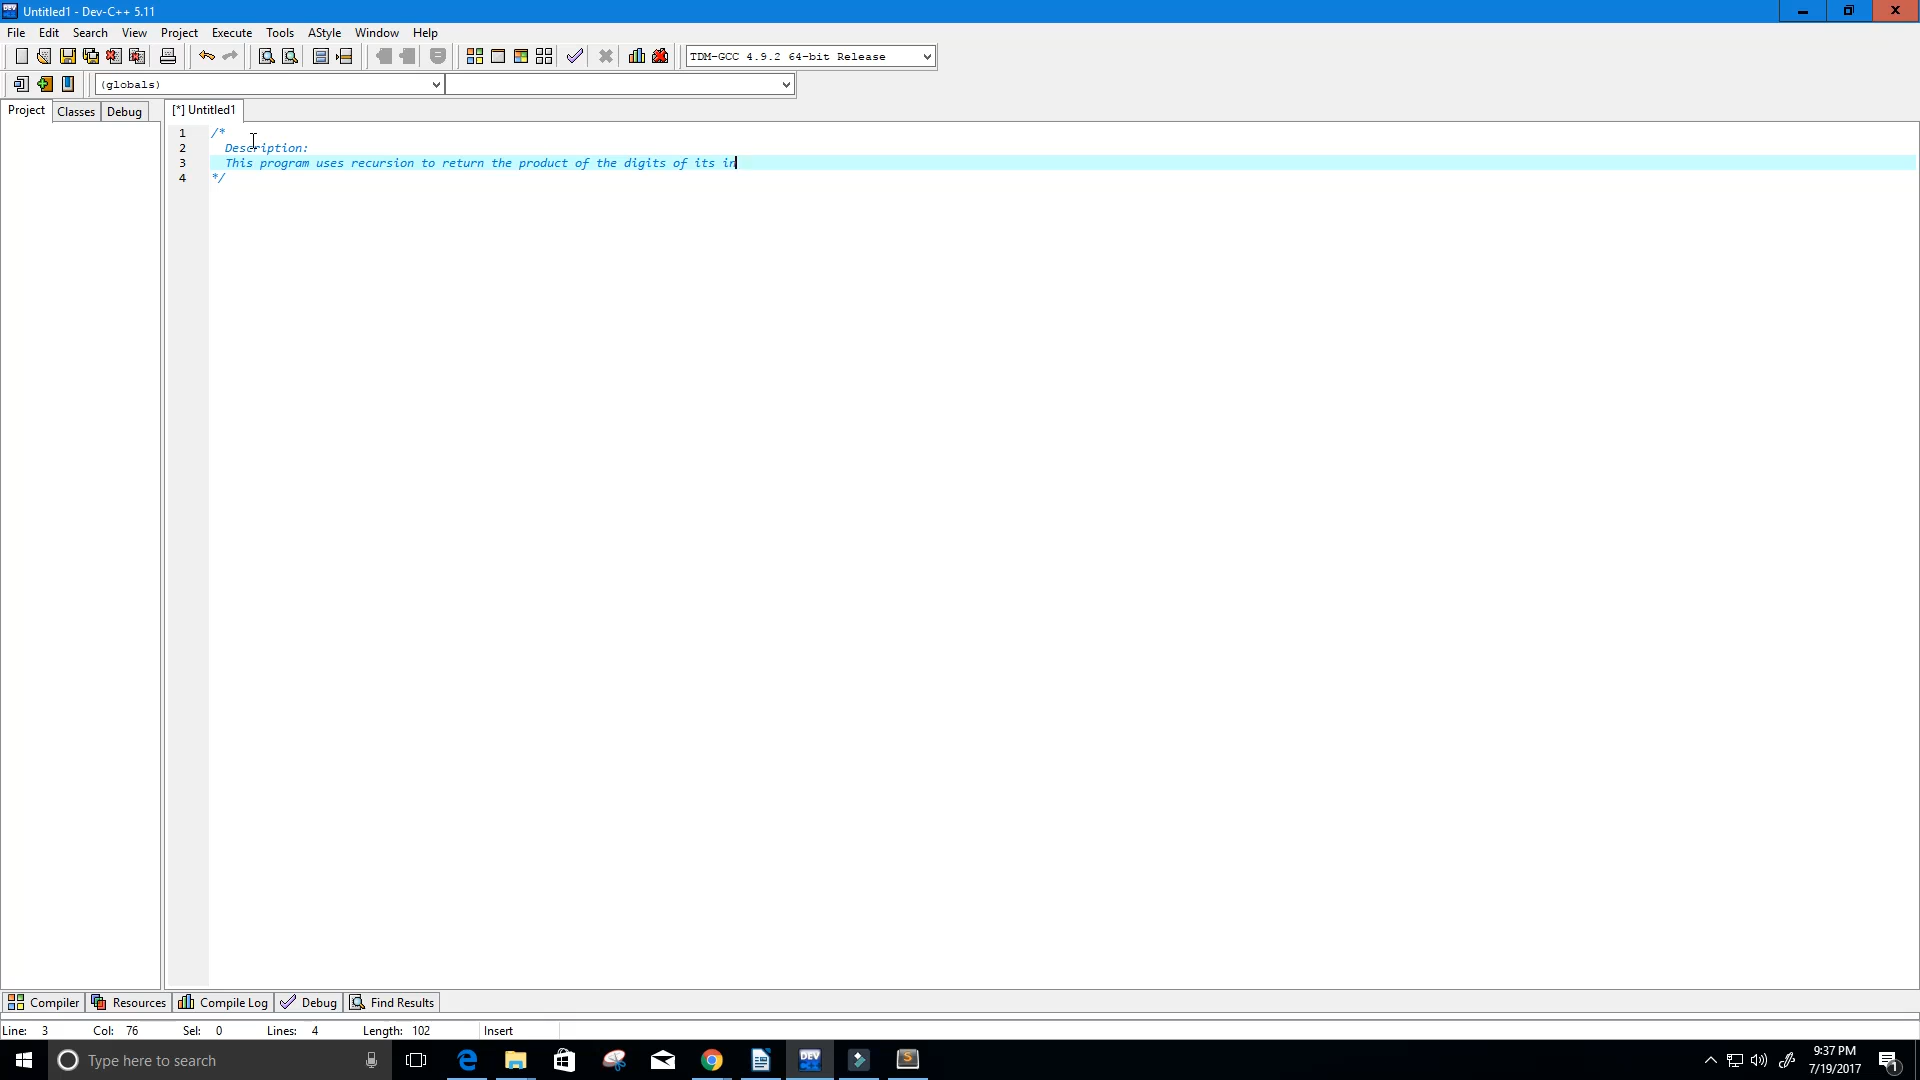 Untitled1 - Dev-C++ 5.11
File Edit Search View Project Execute Tools AStyle Window Help
TDM-GCC 4.9.2 64-bit Release
(globals)
Project Classes Debug [*] Untitled1
1 /*
2 Description:
3 This program uses recursion to return the product of the digits of its in
4 */
Compiler Resources Compile Log Debug Find Results
Line: 3 Col: 76 Sel: 0 Lines: 4 Length: 102 Insert
Type here to search DEV S 9:37 PM
7/19/2017 1